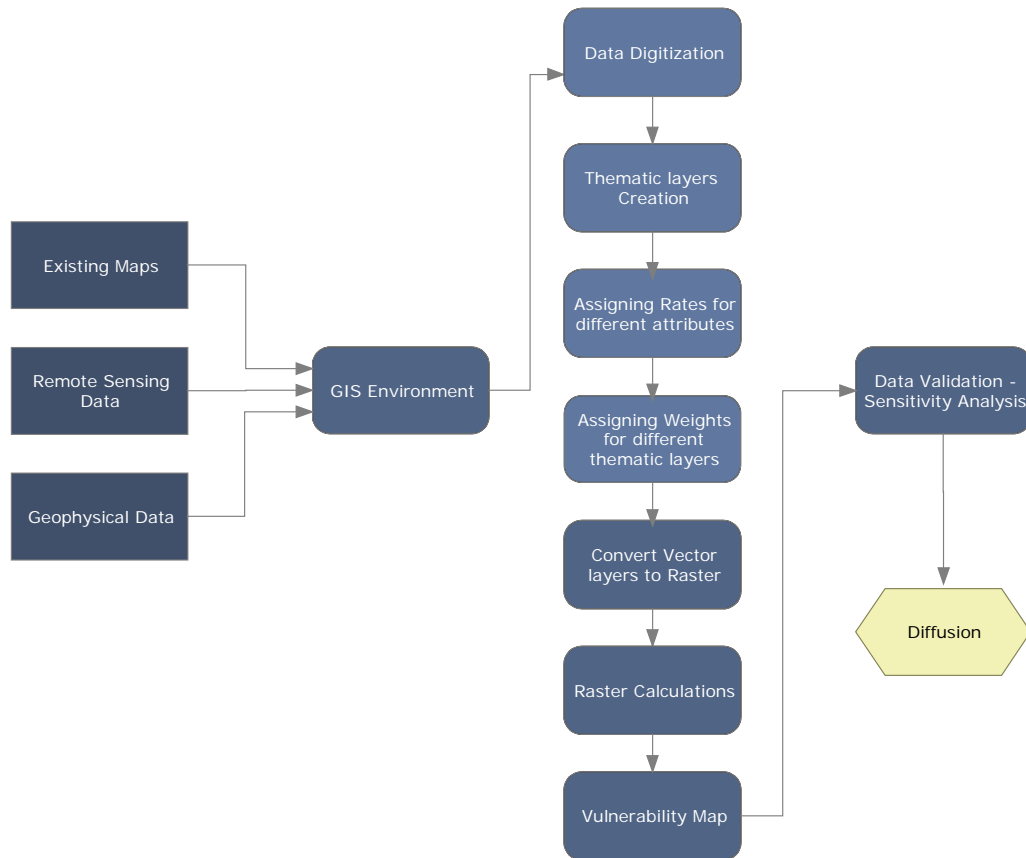 Existing Maps
Remote Sensing
Data
Geophysical Data
GIS Environment
Data Digitization
Thematic layers
Creation
Assigning Rates for
different attributes
Assigning Weights
for different
thematic layers
Convert Vector
layers to Raster
Raster Calculations
Vulnerability Map
Data Validation -
Sensitivity Analysis
Diffusion